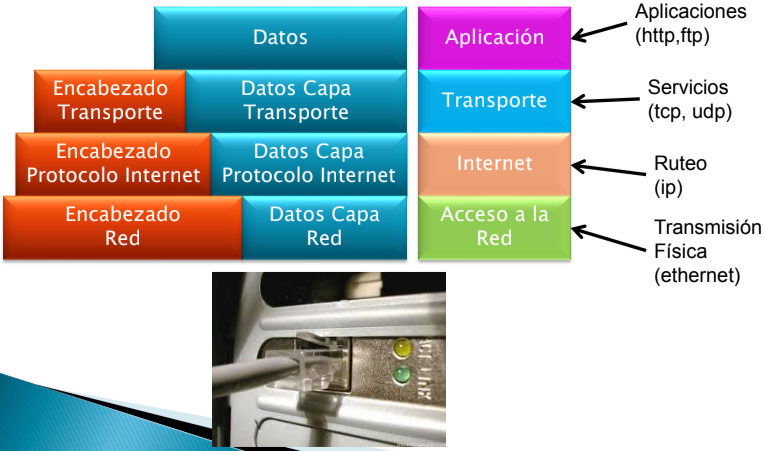 Datos
Aplicación
Aplicaciones
(http,ftp)
Encabezado
Transporte
Datos Capa
Transporte
Transporte
Servicios
(tcp, udp)
Encabezado
Protocolo Internet
Datos Capa
Protocolo Internet
Internet
Ruteo
(ip)
Encabezado
Red
Datos Capa
Red
Acceso a la
Red
Transmisión
Física
(ethernet)